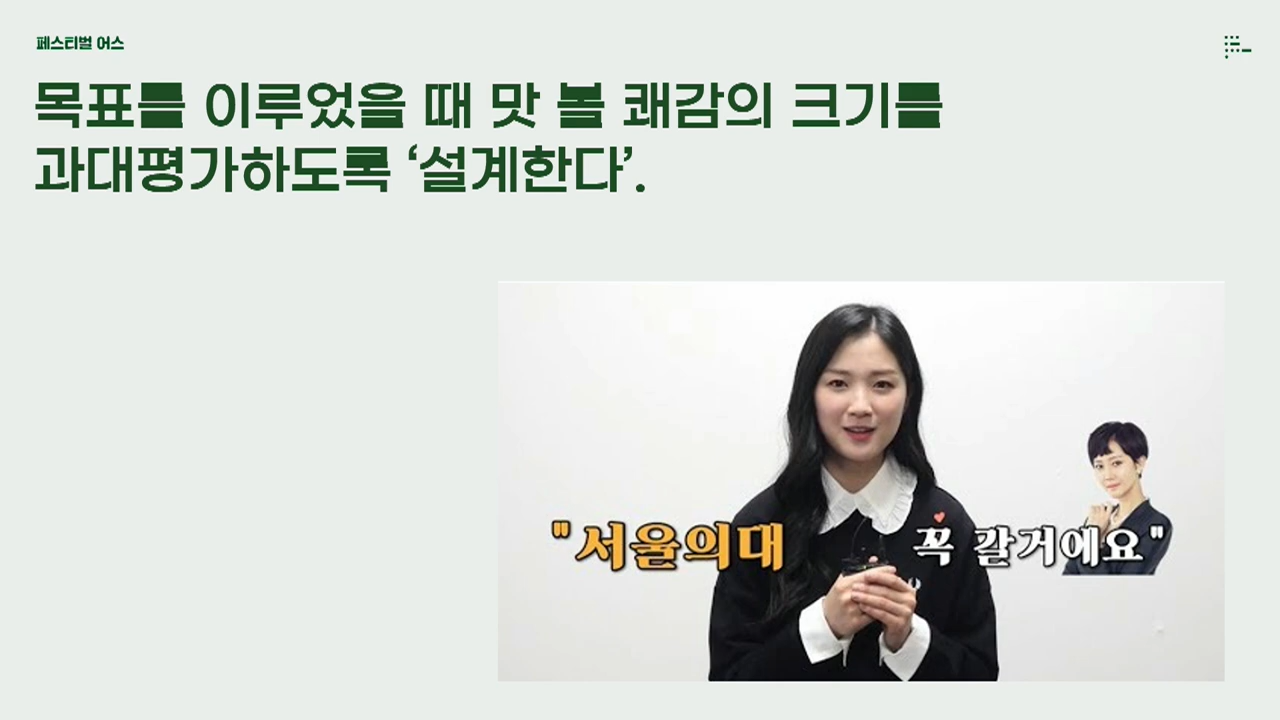 페스티벌 어스
목표를 이루었을 때 맛 볼 쾌감의 크기를
과대평가하도록 ‘설계한다’.
"서울의대 꼭 갈거에요"